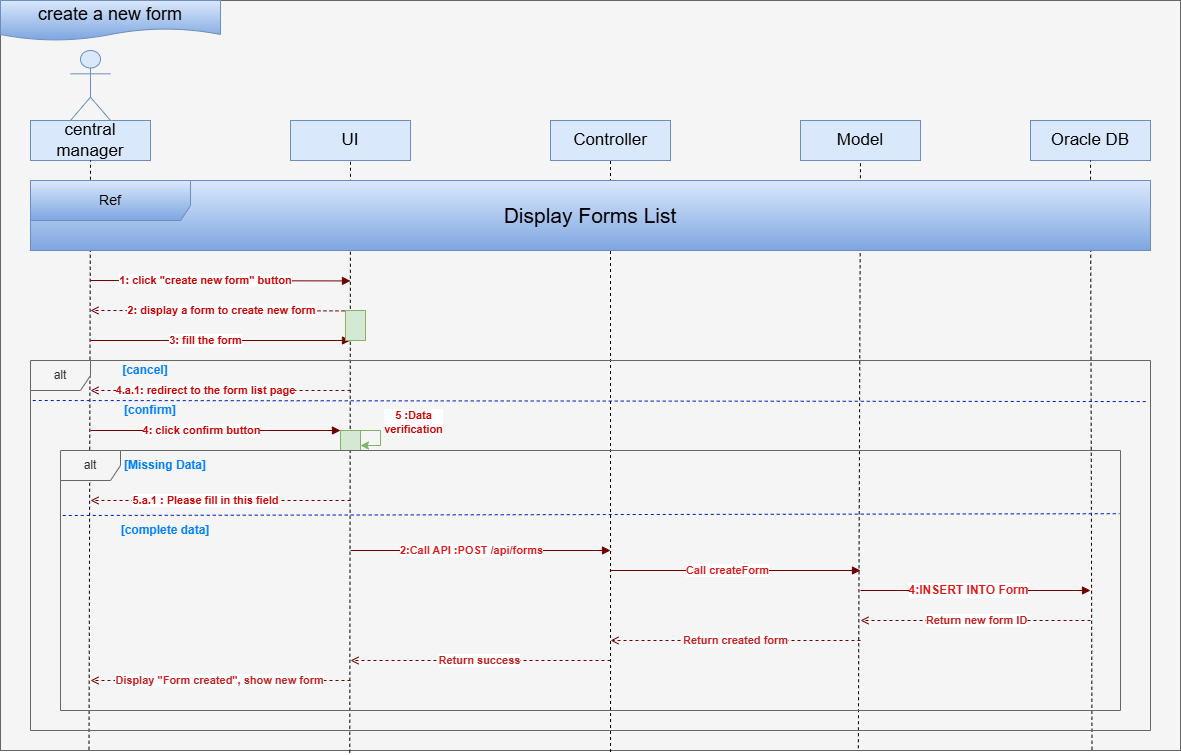 create a new form
central
manager
UI
Controller
Model
Oracle DB
Ref
Display Forms List
1: click "create new form" button
2: display a form to create new form
3: fill the form
alt
[cancel]
4.a.1: redirect to the form list page
[confirm]
4: click confirm button
5 :Data
verification
alt
[Missing Data]
5.a.1 : Please fill in this field
[complete data]
2:Call API :POST /api/forms
Call createForm
4:INSERT INTO Form
Return new form ID
Return created form
Return success
Display "Form created", show new form